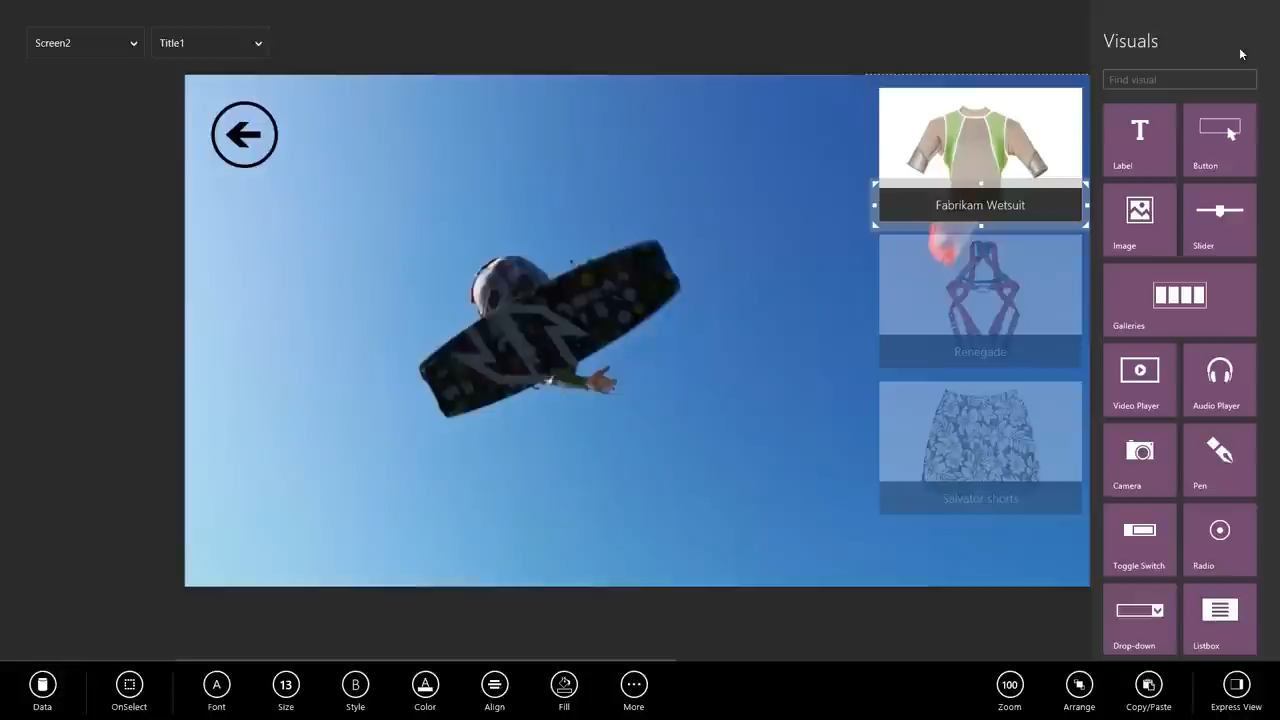 Screen2
Title1
Visuals
Find visual
T
Label
Button
Fabrikam Wetsuit
Image
Slider
Galleries
Renegade
Video Player
Audio Player
Camera
Pen
Salvator shorts
Toggle Switch
Radio
Drop-down
Listbox
A
13
B
A
100
Data
OnSelect
Font
Size
Style
Color
Align
Fill
More
Zoom
Arrange
Copy/Paste
Express View